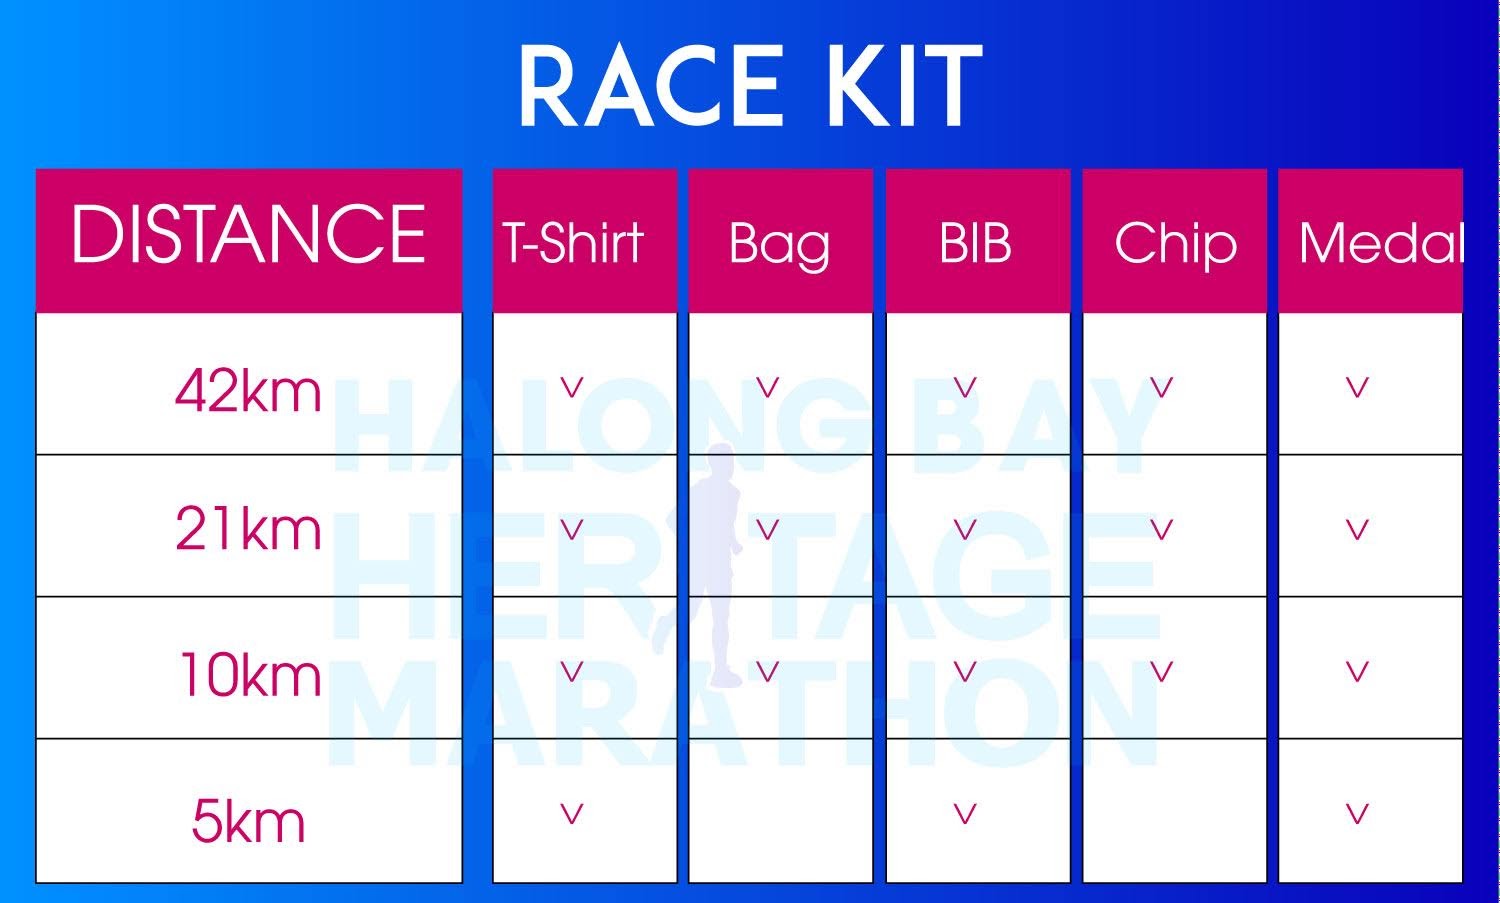 RACE KIT
DISTANCE T-Shirt Bag BIB Chip Medal
42km v v v v v
21km v v v v v
10km v v v v v
5km v v v
HALONG BAY
HERITAGE
MARATHON